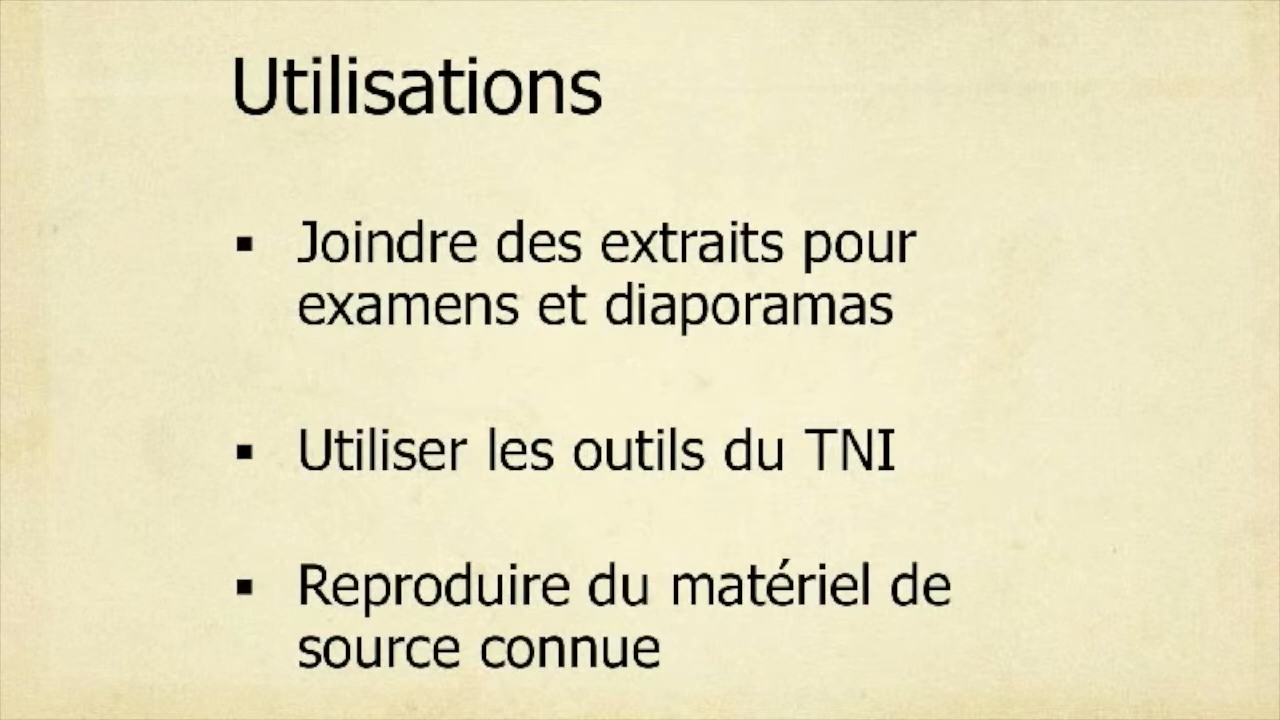 Utilisations
▪ Joindre des extraits pour
examens et diaporamas
▪ Utiliser les outils du TNI
▪ Reproduire du matériel de
source connue